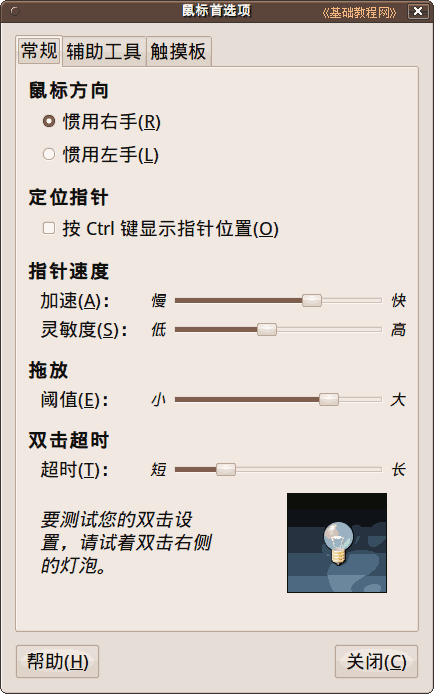 鼠标首选项
《基础教程网》
常规 辅助工具 触摸板
鼠标方向
惯用右手(R)
惯用左手(L)
定位指针
按 Ctrl 键显示指针位置(O)
指针速度
加速(A): 慢 快
灵敏度(S): 低 高
拖放
阈值(E): 小 大
双击超时
超时(T): 短 长
要测试您的双击设
置，请试着双击右侧
的灯泡。
帮助(H) 关闭(C)